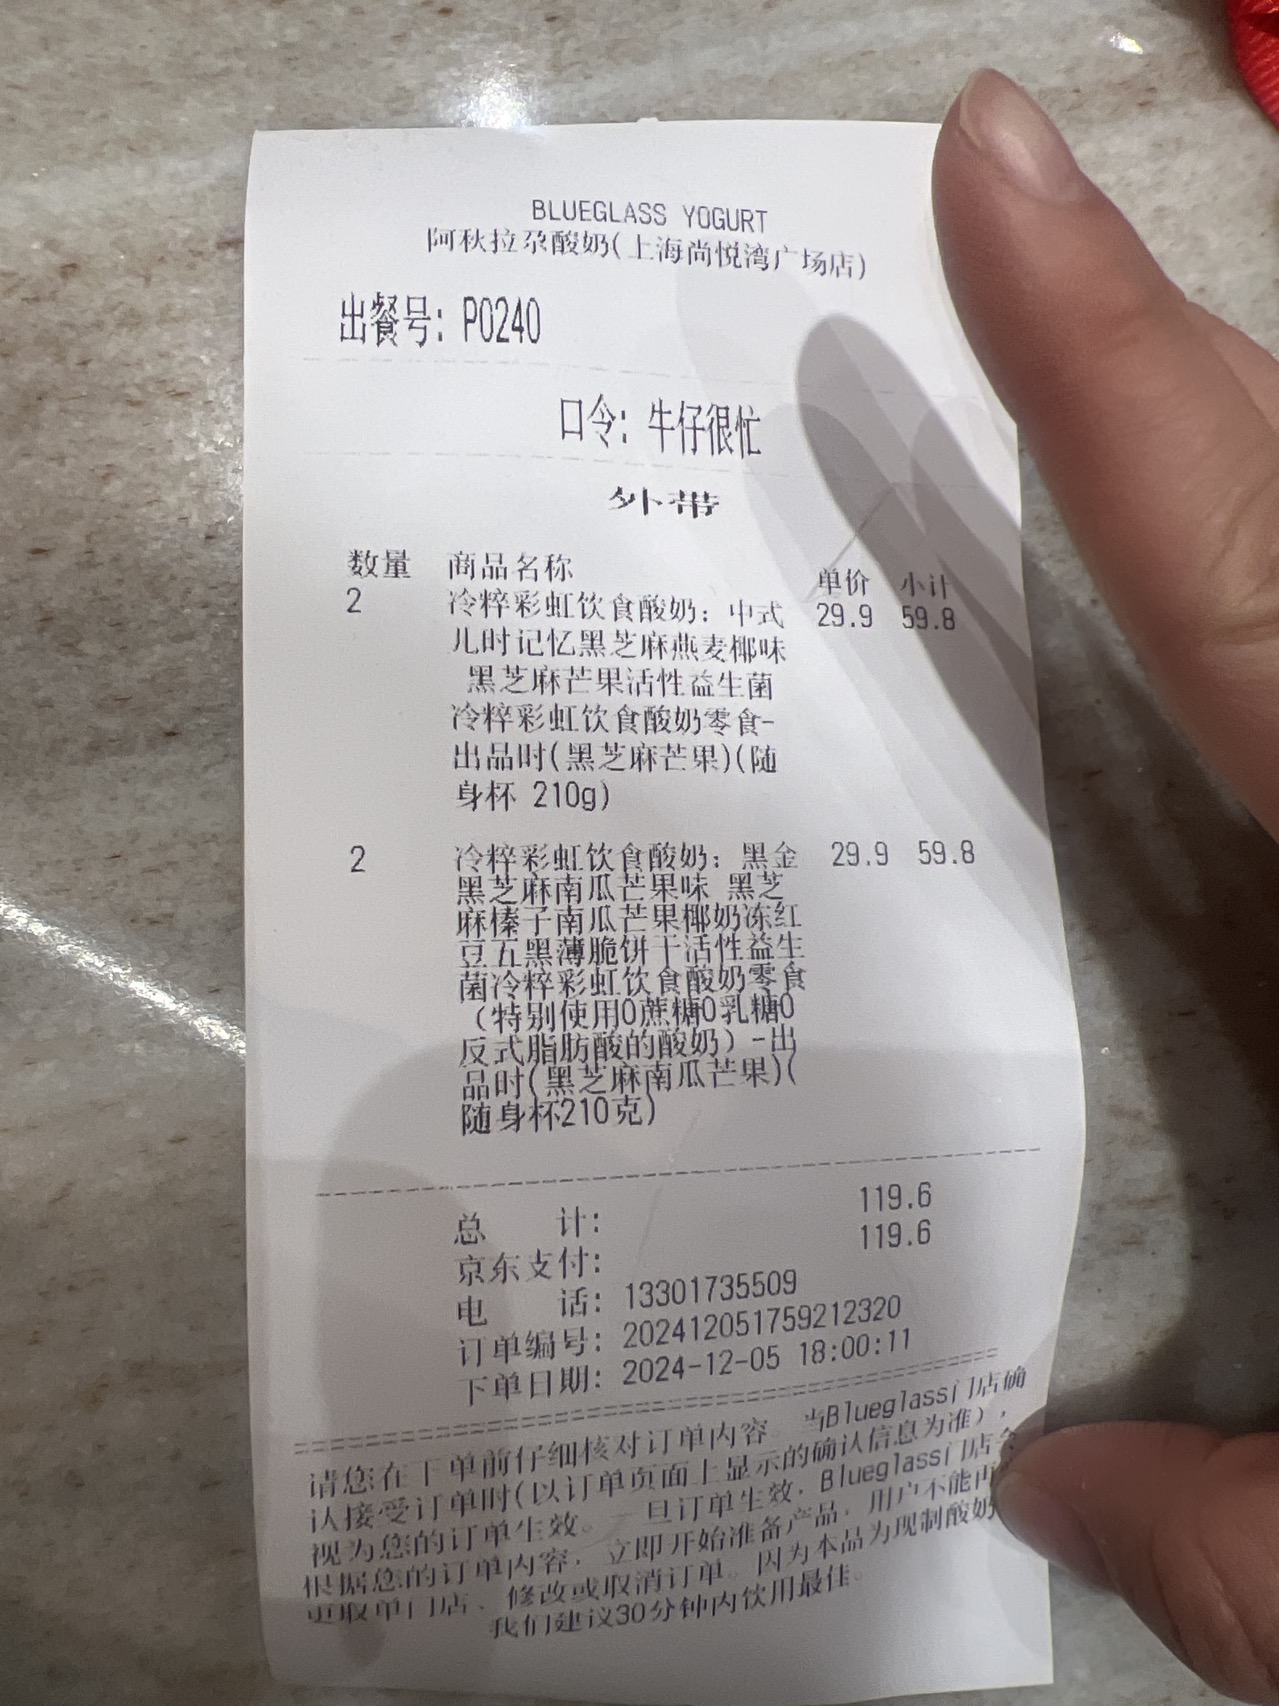 BLUEGLASS YOGURT
阿秋拉尕酸奶(上海尚悦湾广场店)
出餐号: P0240
口令: 牛仔很忙
外带
数量 商品名称 单价 小计
2 冷粹彩虹饮食酸奶: 中式 29.9 59.8
儿时记忆黑芝麻燕麦椰味
黑芝麻芒果活性益生菌
冷粹彩虹饮食酸奶零食-
出品时(黑芝麻芒果)(随
身杯 210g)
2 冷粹彩虹饮食酸奶: 黑金 29.9 59.8
黑芝麻南瓜芒果味 黑芝
麻榛子南瓜芒果椰奶冻红
豆五黑薄脆饼干活性益生
菌冷粹彩虹饮食酸奶零食
(特别使用0蔗糖0乳糖0
反式脂肪酸的酸奶) -出
品时(黑芝麻南瓜芒果)(
随身杯210克)
总 计: 119.6
京东支付: 119.6
电 话: 13301735509
订单编号: 202412051759212320
下单日期: 2024-12-05 18:00:11
请您在下单前仔细核对订单内容 当Blueglass门店确
认接受订单时(以订单页面上显示的确认信息为准),
视为您的订单生效。一旦订单生效, Blueglass门店会
根据您的订单内容, 立即开始准备产品, 用户不能再
更取单门店、修改或取消订单。因为本品为现制酸奶
我们建议30分钟内饮用最佳。